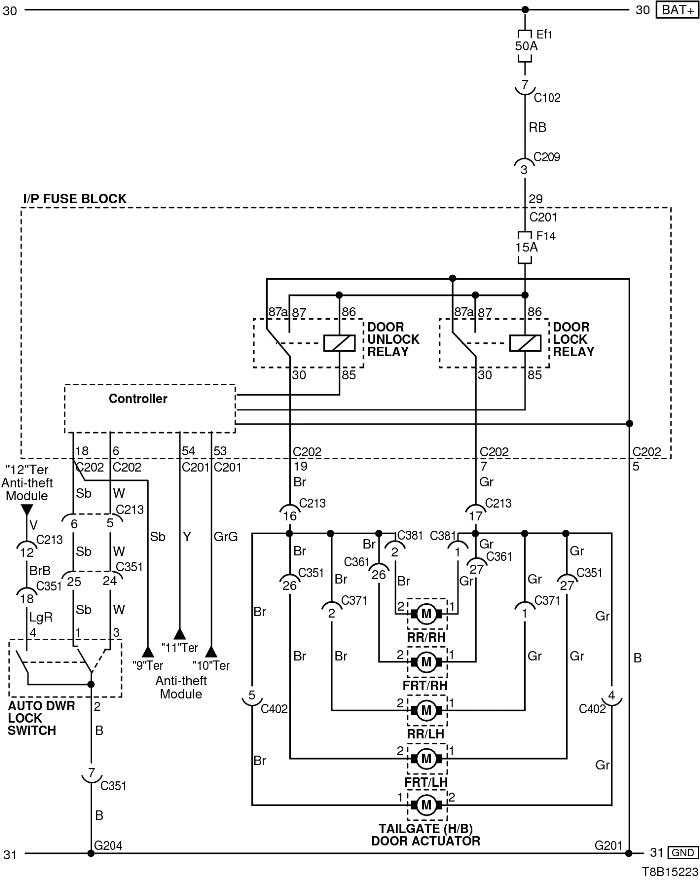 30
30 BAT+
Ef1
50A
7
C102
RB
C209
3
I/P FUSE BLOCK
29
C201
F14
15A
87a 87 86
DOOR
UNLOCK
RELAY
30 85
87a 87 86
DOOR
LOCK
RELAY
30 85
Controller
18 6 54 53 C202 C202 C202
C202 C202 C201 C201 19 7 5
"12"Ter
Anti-theft
Module
Sb W Br Gr
V
C213
6 5
C213
16
C213
17
C213
12
Sb Y GrG
Sb W
BrB
C351
25 24
C351
18
LgR
Sb W
4 1 3
Br C381 C381 Gr
2 1
C351 C361 C361 C351
26 26 27 27
Br Br Br Gr Gr Gr
C371 C371
2 1
Br Br Br Gr Gr Gr
2 M 1
RR/RH
2 M 1
FRT/RH
2 M 1
RR/LH
2 M 1
FRT/LH
1 M 2
TAILGATE (H/B)
DOOR ACTUATOR
"9"Ter
"11"Ter
"10"Ter
Anti-theft
Module
B
5
C402
4
C402
Br
Gr
AUTO DWR
LOCK
SWITCH
2
B
7
C351
B
G204
G201
31
31 GND
T8B15223